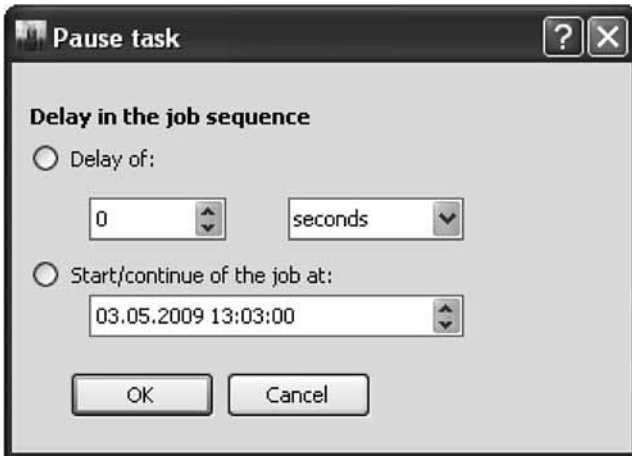 Pause task
Delay in the job sequence
Delay of:
0 seconds
Start/continue of the job at:
03.05.2009 13:03:00
OK Cancel